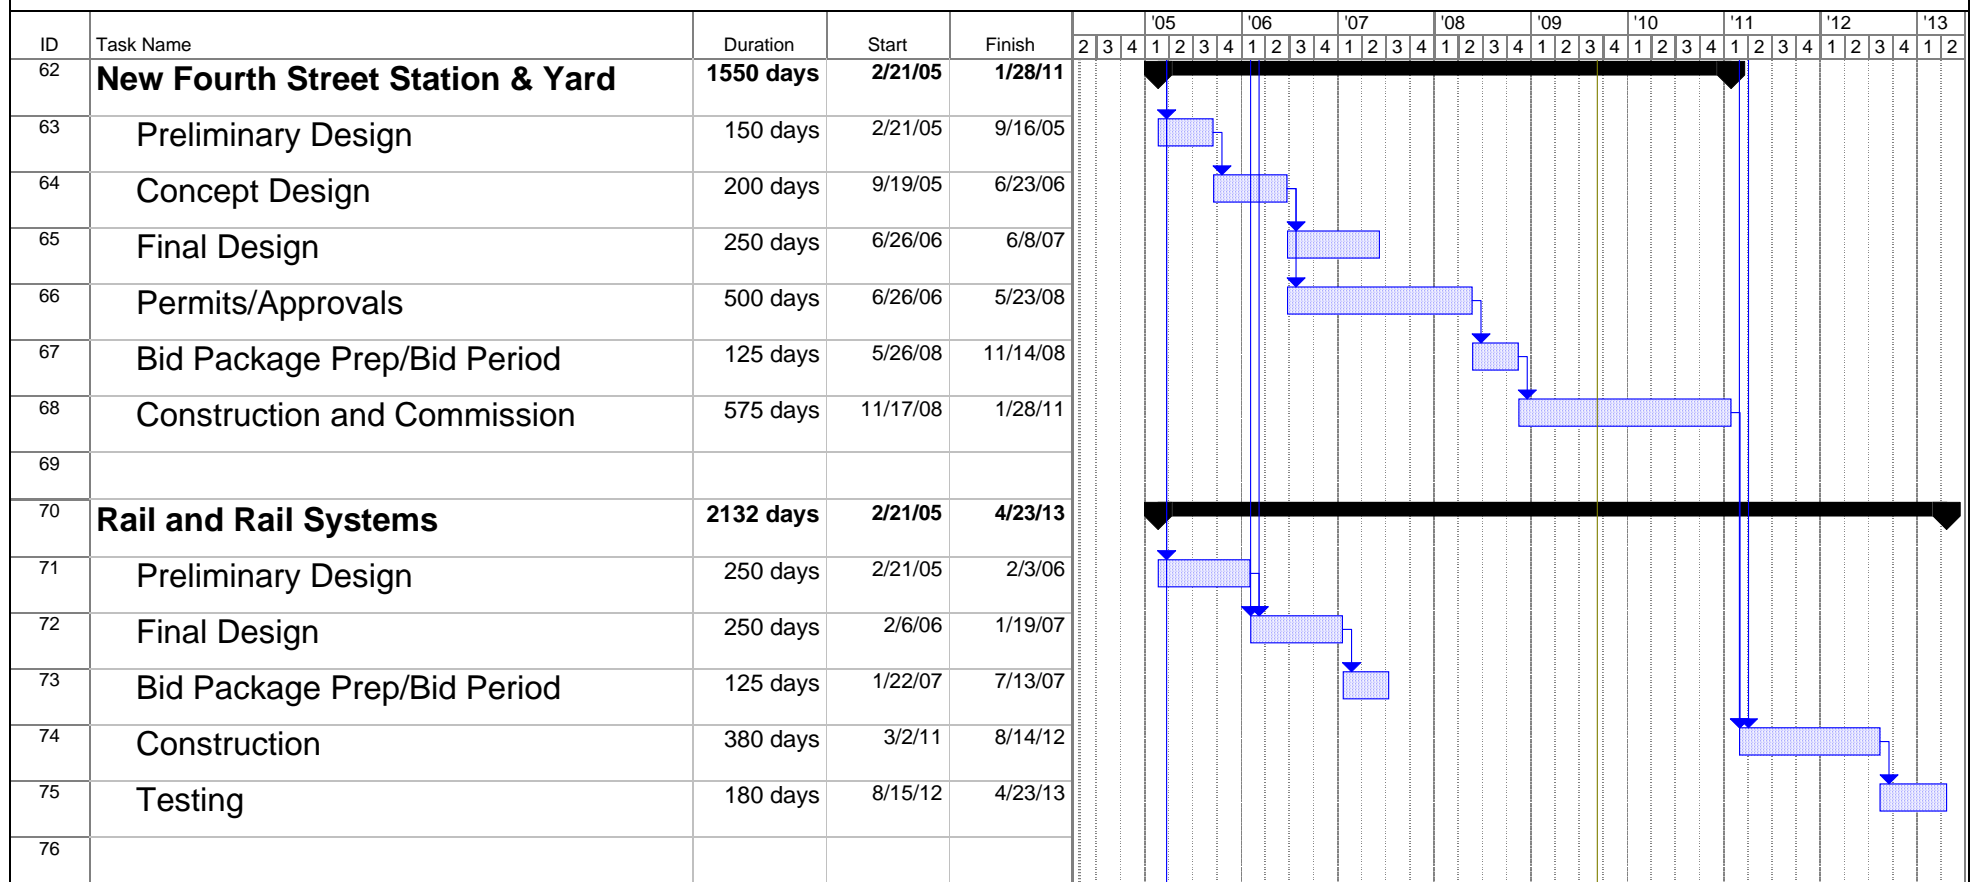 '05 '06 '07 '08 '09 '10 '11 '12 '13
ID Task Name Duration Start Finish 2 3 4 1 2 3 4 1 2 3 4 1 2 3 4 1 2 3 4 1 2 3 4 1 2 3 4 1 2 3 4 1 2 3 4 1 2
62 New Fourth Street Station & Yard 1550 days 2/21/05 1/28/11
63 Preliminary Design 150 days 2/21/05 9/16/05
64 Concept Design 200 days 9/19/05 6/23/06
65 Final Design 250 days 6/26/06 6/8/07
66 Permits/Approvals 500 days 6/26/06 5/23/08
67 Bid Package Prep/Bid Period 125 days 5/26/08 11/14/08
68 Construction and Commission 575 days 11/17/08 1/28/11
69
70 Rail and Rail Systems 2132 days 2/21/05 4/23/13
71 Preliminary Design 250 days 2/21/05 2/3/06
72 Final Design 250 days 2/6/06 1/19/07
73 Bid Package Prep/Bid Period 125 days 1/22/07 7/13/07
74 Construction 380 days 3/2/11 8/14/12
75 Testing 180 days 8/15/12 4/23/13
76